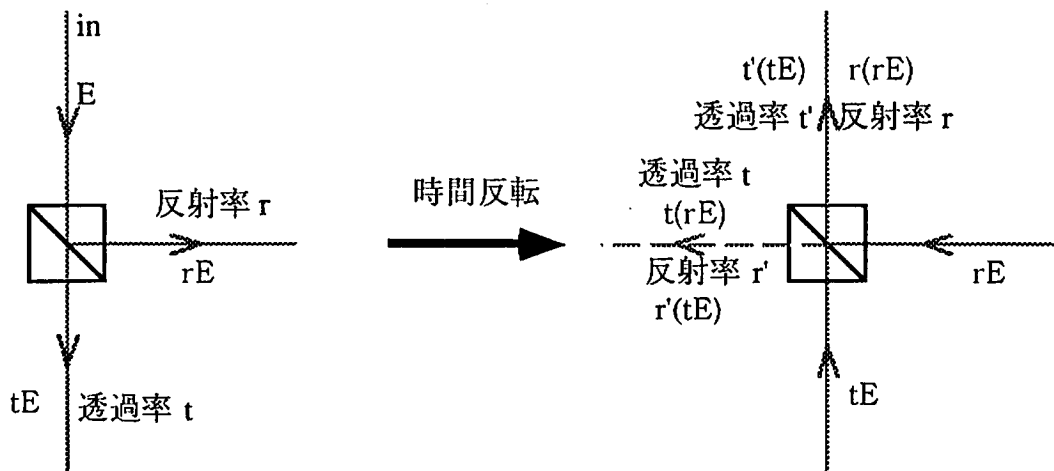 in
E
反射率 r
rE
tE
透過率 t
時間反転
t'(tE) r(rE)
透過率 t' 反射率 r
透過率 t
t(rE)
反射率 r'
r'(tE)
rE
tE